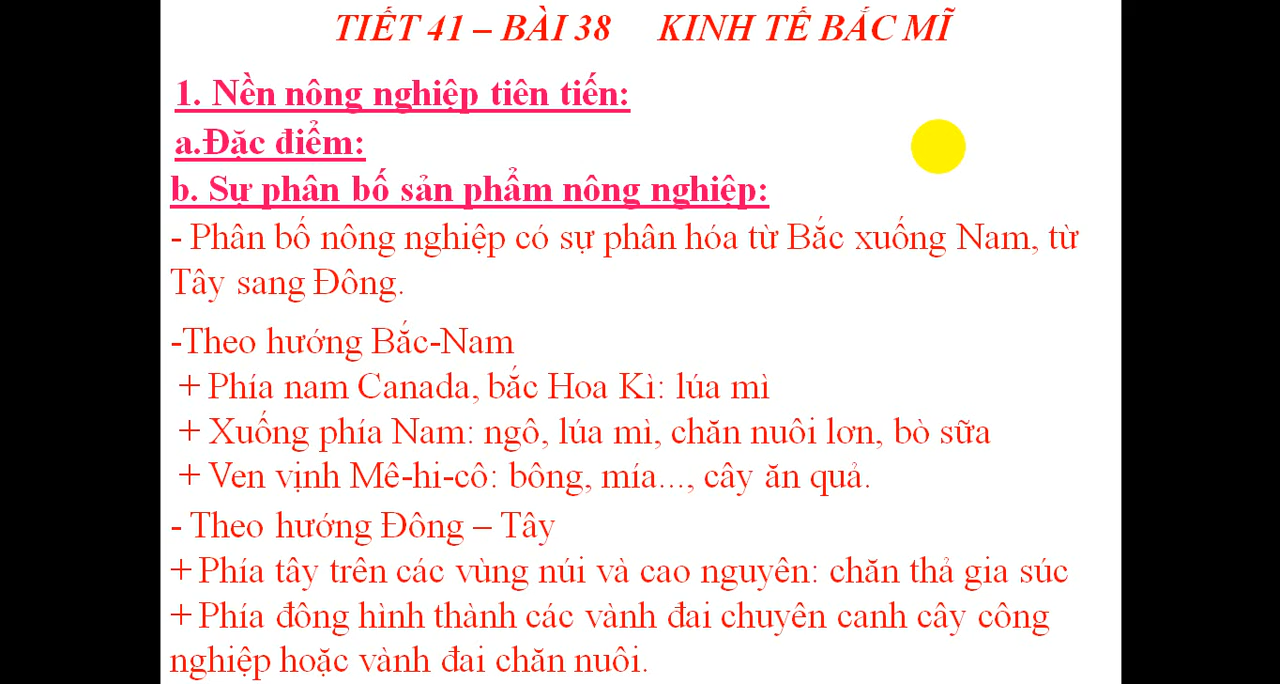 TIẾT 41 – BÀI 38 KINH TẾ BẮC MĨ
1. Nền nông nghiệp tiên tiến:
a.Đặc điểm:
b. Sự phân bố sản phẩm nông nghiệp:
- Phân bố nông nghiệp có sự phân hóa từ Bắc xuống Nam, từ
Tây sang Đông.
-Theo hướng Bắc-Nam
+ Phía nam Canada, bắc Hoa Kì: lúa mì
+ Xuống phía Nam: ngô, lúa mì, chăn nuôi lơn, bò sữa
+ Ven vịnh Mê-hi-cô: bông, mía..., cây ăn quả.
- Theo hướng Đông – Tây
+ Phía tây trên các vùng núi và cao nguyên: chăn thả gia súc
+ Phía đông hình thành các vành đai chuyên canh cây công
nghiệp hoặc vành đai chăn nuôi.